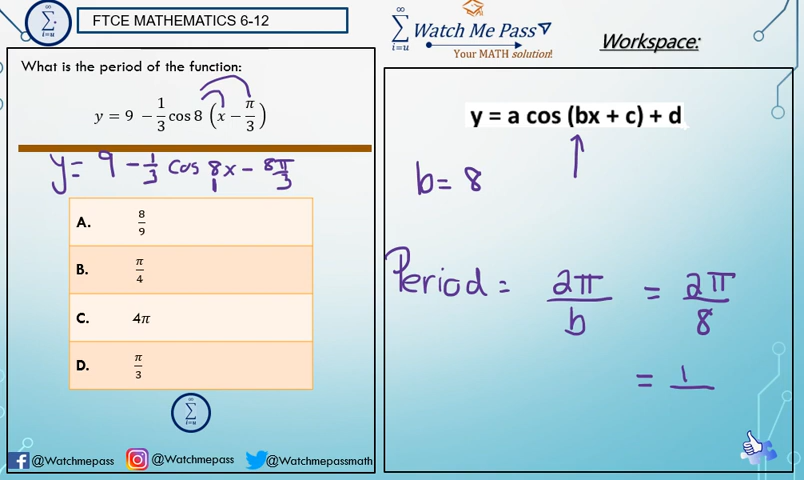 FTCE MATHEMATICS 6-12
∞ ∑ i=u
∞ ∑ i=u Watch Me Pass
Your MATH solution!
Workspace:
What is the period of the function:
y = 9 − 1/3 cos 8 (x − π/3)
y = 9 − 1/3 cos 8x − 8π/3
A. 8/9
B. π/4
C. 4π
D. π/3
∞ ∑ i=u
@Watchmepass @Watchmepass @Watchmepassmath
y = a cos (bx + c) + d
b = 8
Period = 2π/b = 2π/8
= 1/